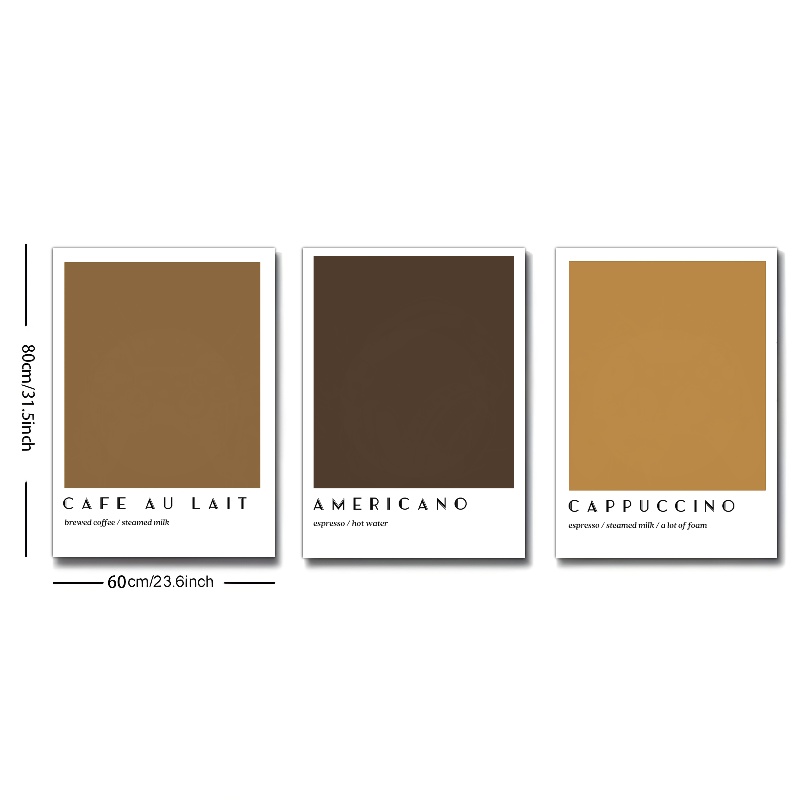 80cm/31.5inch
CAFE AU LAIT
brewed coffee / steamed milk
AMERICANO
espresso / hot water
CAPPUCCINO
espresso / steamed milk / a lot of foam
60cm/23.6inch